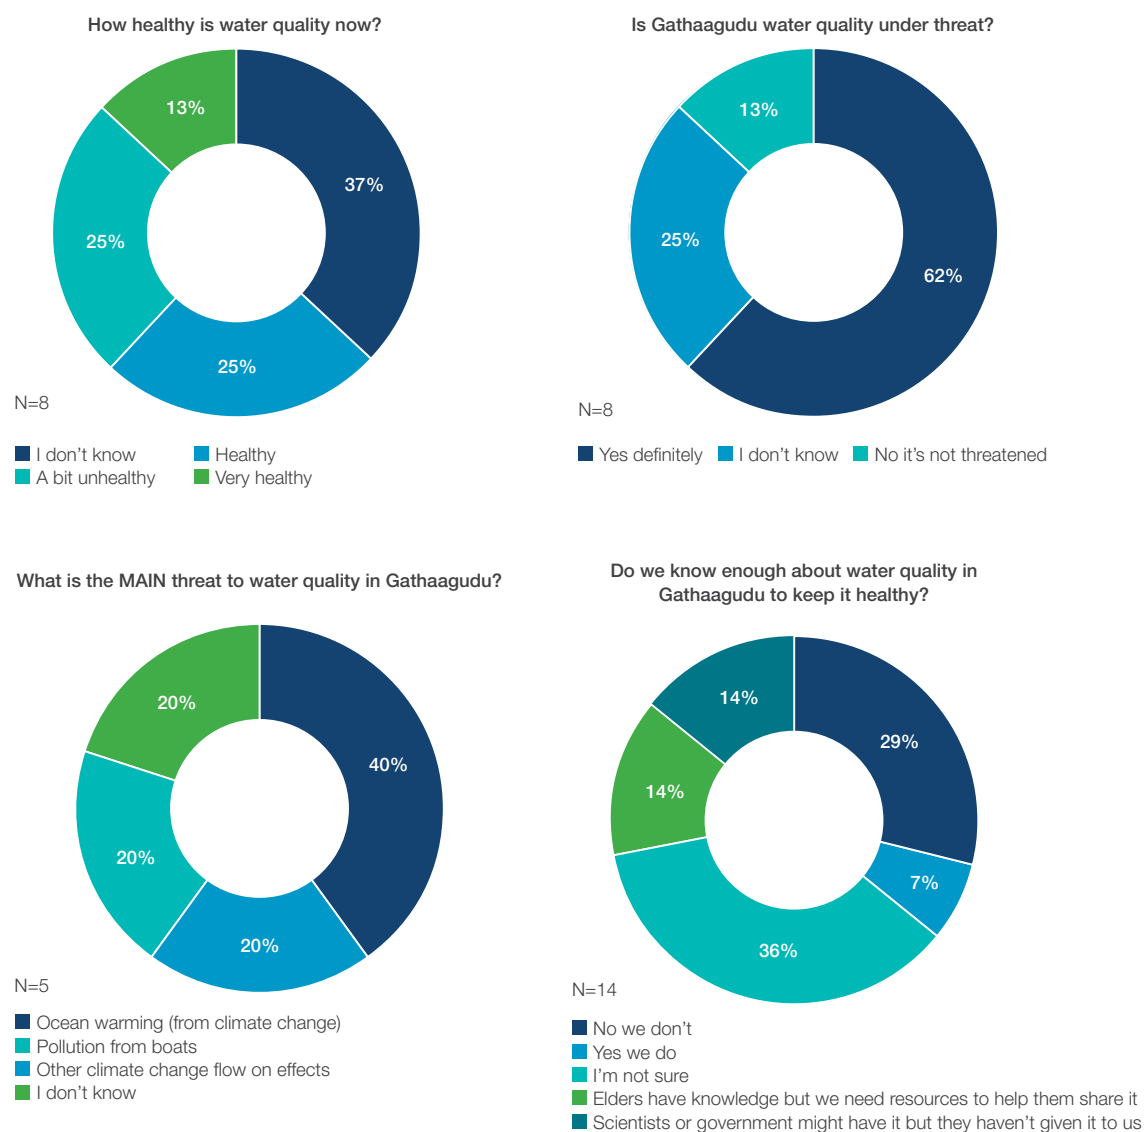 How healthy is water quality now?
13%
37%
25%
25%
N=8
I don't know
Healthy
A bit unhealthy
Very healthy
Is Gathaagudu water quality under threat?
13%
25%
62%
N=8
Yes definitely
I don't know
No it's not threatened
What is the MAIN threat to water quality in Gathaagudu?
20%
40%
20%
20%
N=5
Ocean warming (from climate change)
Pollution from boats
Other climate change flow on effects
I don't know
Do we know enough about water quality in
Gathaagudu to keep it healthy?
14%
29%
14%
7%
36%
N=14
No we don't
Yes we do
I'm not sure
Elders have knowledge but we need resources to help them share it
Scientists or government might have it but they haven't given it to us